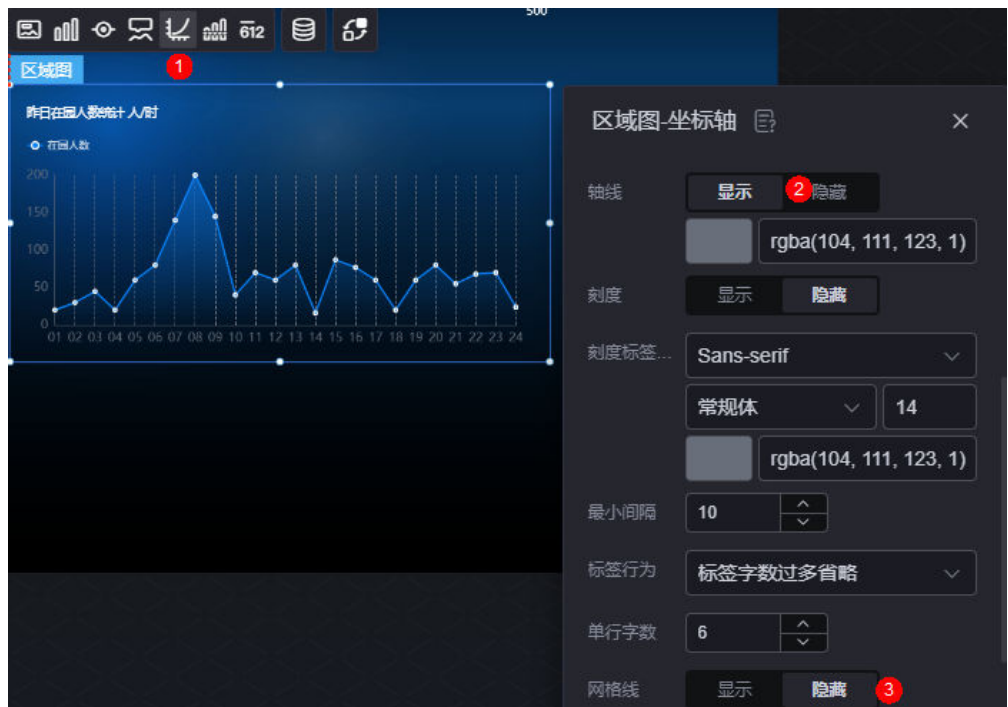 500
612
1
区域图
昨日在园人数统计 人/时
在园人数
200
150
100
50
0
01 02 03 04 05 06 07 08 09 10 11 12 13 14 15 16 17 18 19 20 21 22 23 24
区域图-坐标轴
轴线 显示 2 隐藏
rgba(104, 111, 123, 1)
刻度 显示 隐藏
刻度标签... Sans-serif
常规体 14
rgba(104, 111, 123, 1)
最小间隔 10
标签行为 标签字数过多省略
单行字数 6
网格线 显示 隐藏 3